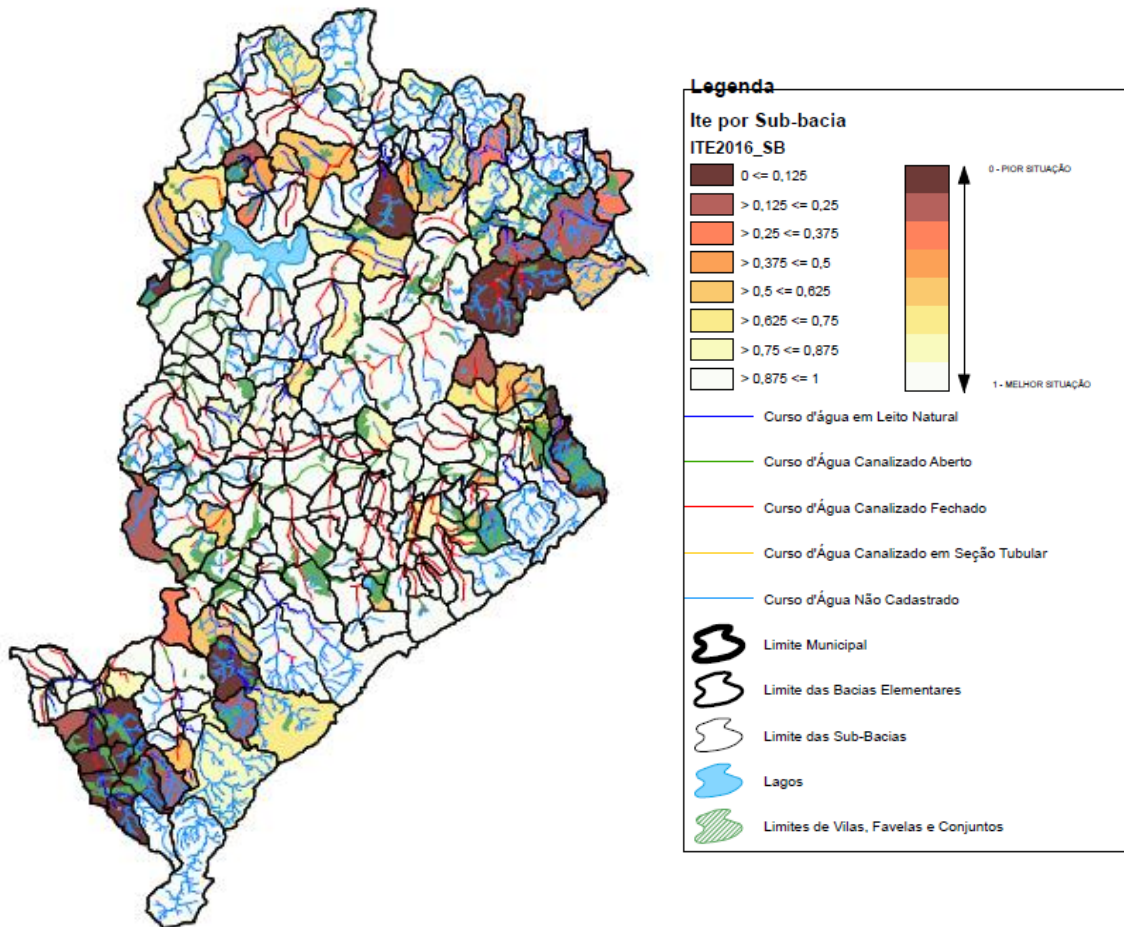 Legenda
Ite por Sub-bacia
ITE2016_SB
0 <= 0,125
> 0,125 <= 0,25
> 0,25 <= 0,375
> 0,375 <= 0,5
> 0,5 <= 0,625
> 0,625 <= 0,75
> 0,75 <= 0,875
> 0,875 <= 1
0 - PIOR SITUAÇÃO
1 - MELHOR SITUAÇÃO
Curso d'água em Leito Natural
Curso d'Água Canalizado Aberto
Curso d'Água Canalizado Fechado
Curso d'Água Canalizado em Seção Tubular
Curso d'Água Não Cadastrado
Limite Municipal
Limite das Bacias Elementares
Limite das Sub-Bacias
Lagos
Limites de Vilas, Favelas e Conjuntos